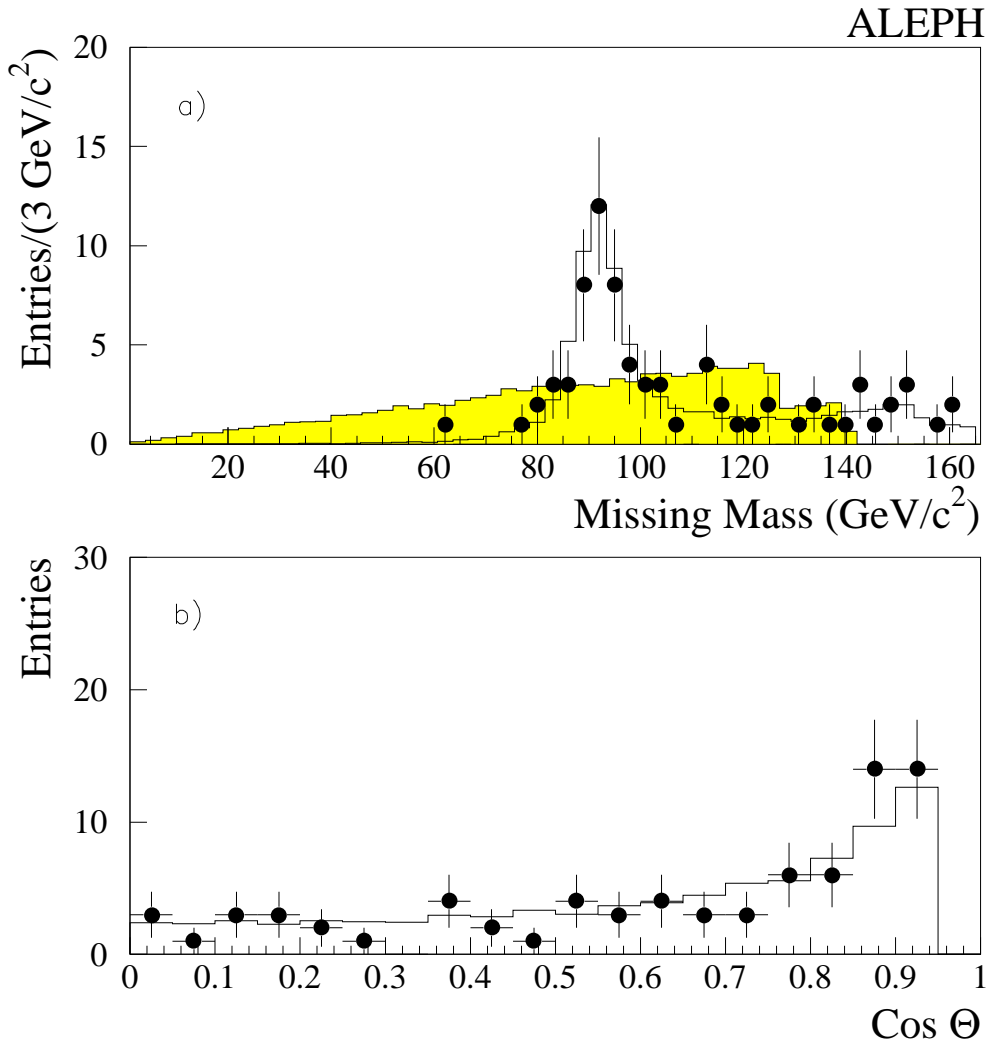 ALEPH
Entries/(3 GeV/c²)
a)
20
15
10
5
0
20 40 60 80 100 120 140 160
Missing Mass (GeV/c²)
Entries
b)
30
20
10
0
0 0.1 0.2 0.3 0.4 0.5 0.6 0.7 0.8 0.9 1
Cos Θ